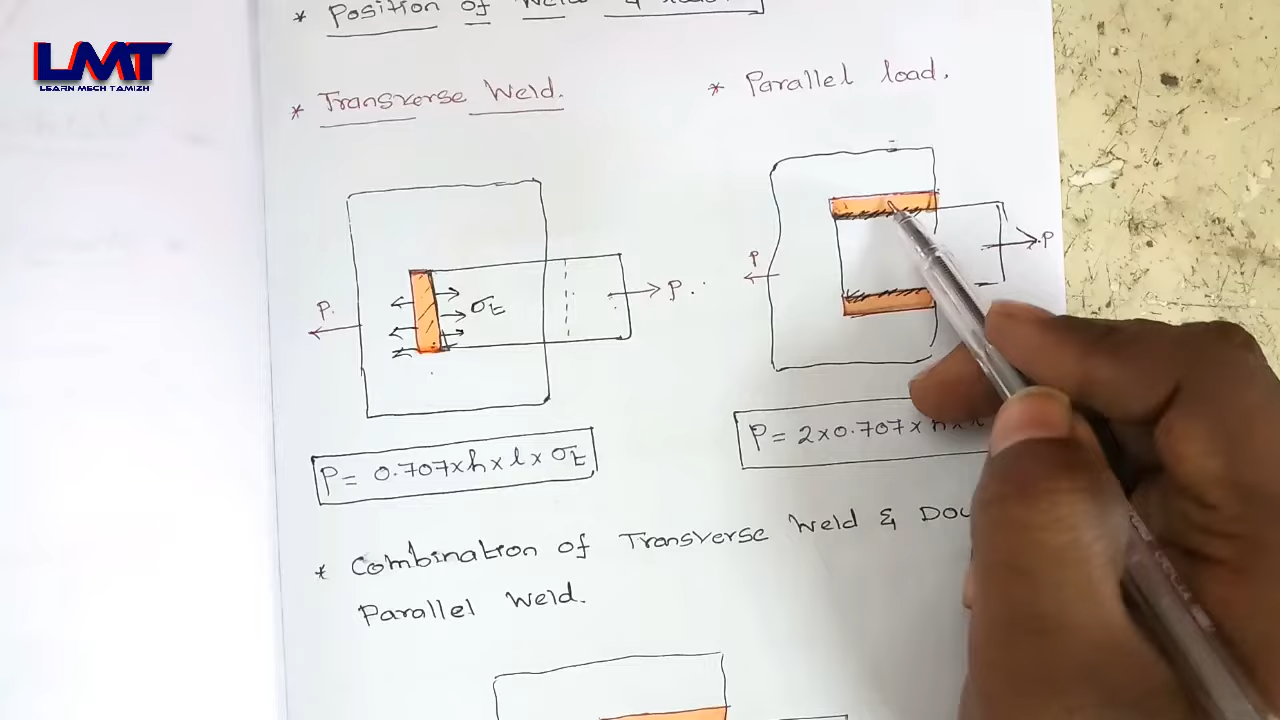 LMT
LEARN MECH TAMIZH
* Position of Weld &
* Transverse Weld.
* Parallel load.
P.
σt
P.
P
P
P = 0.707 × h × l × σt
P = 2 × 0.707 × h ×
* Combination of Transverse Weld &
Parallel Weld.